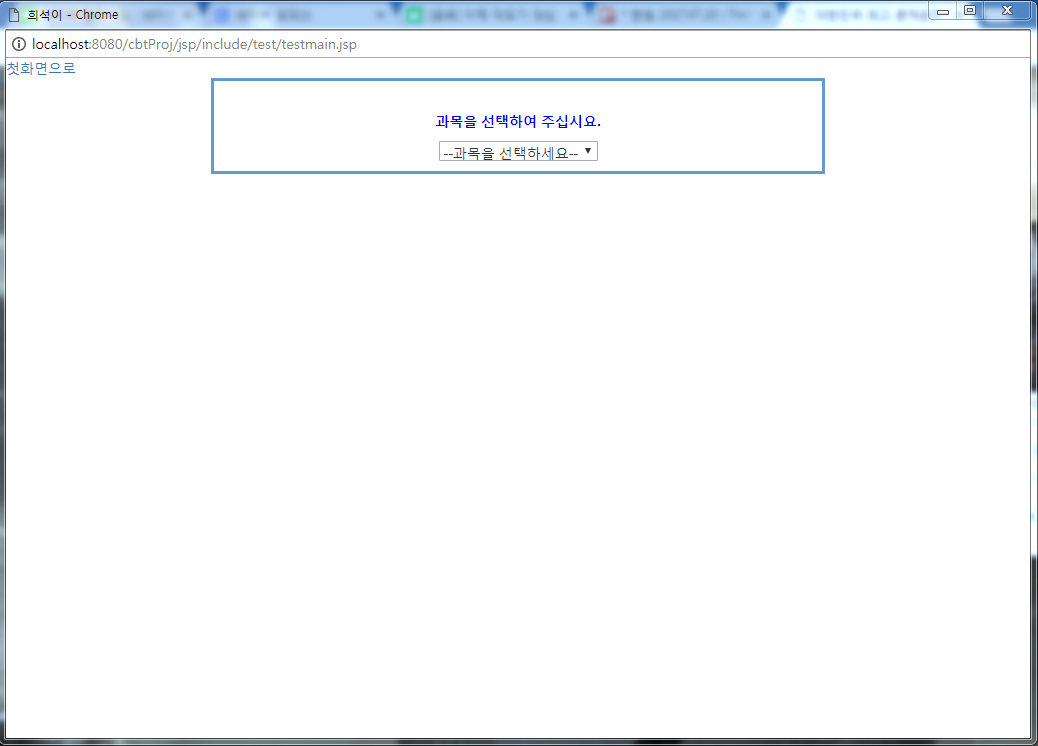 희석이 - Chrome
localhost:8080/cbtProj/jsp/include/test/testmain.jsp
첫화면으로
과목을 선택하여 주십시요.
--과목을 선택하세요--